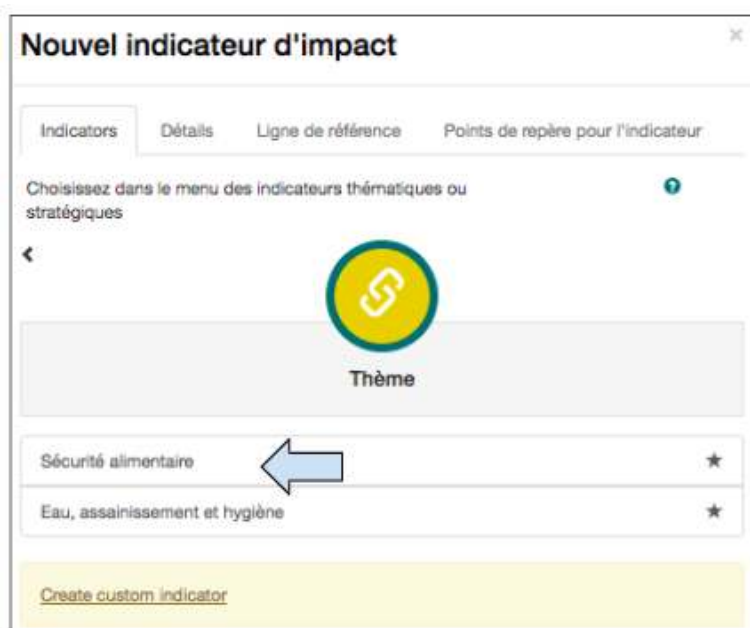 Nouvel indicateur d'impact
Indicators Détails Ligne de référence Points de repère pour l'indicateur
Choisissez dans le menu des indicateurs thématiques ou
stratégiques
Thème
Sécurité alimentaire
Eau, assainissement et hygiène
Create custom indicator